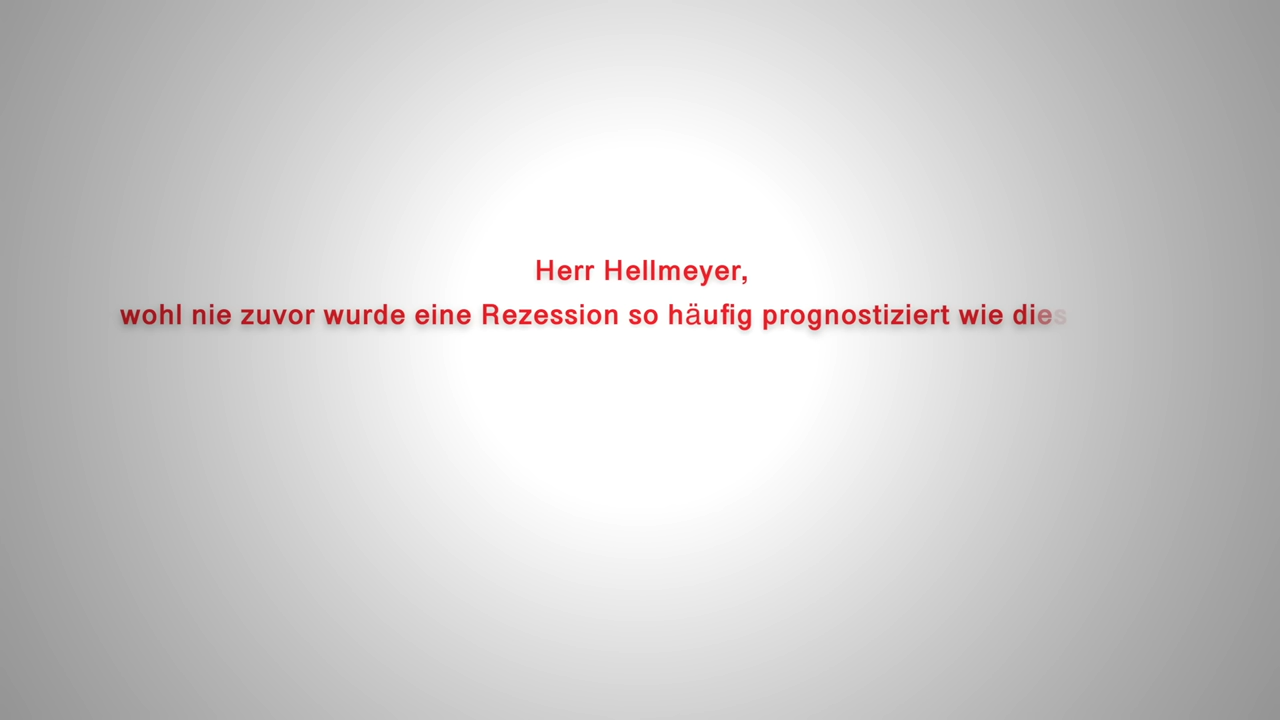 Herr Hellmeyer,
wohl nie zuvor wurde eine Rezession so häufig prognostiziert wie dies